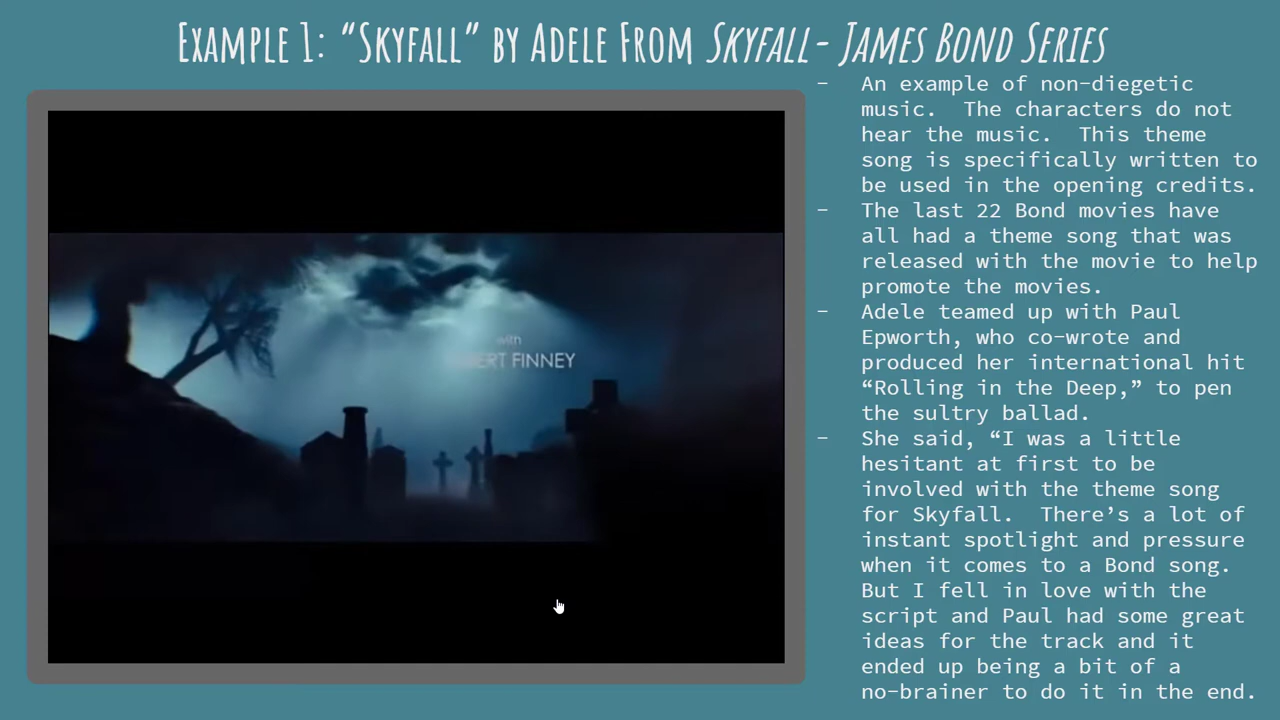 Example 1: “Skyfall” by Adele From Skyfall- James Bond Series
- An example of non-diegetic
music. The characters do not
hear the music. This theme
song is specifically written to
be used in the opening credits.
- The last 22 Bond movies have
all had a theme song that was
released with the movie to help
promote the movies.
- Adele teamed up with Paul
Epworth, who co-wrote and
produced her international hit
“Rolling in the Deep,” to pen
the sultry ballad.
- She said, “I was a little
hesitant at first to be
involved with the theme song
for Skyfall. There’s a lot of
instant spotlight and pressure
when it comes to a Bond song.
But I fell in love with the
script and Paul had some great
ideas for the track and it
ended up being a bit of a
no-brainer to do it in the end.
with
FINNEY